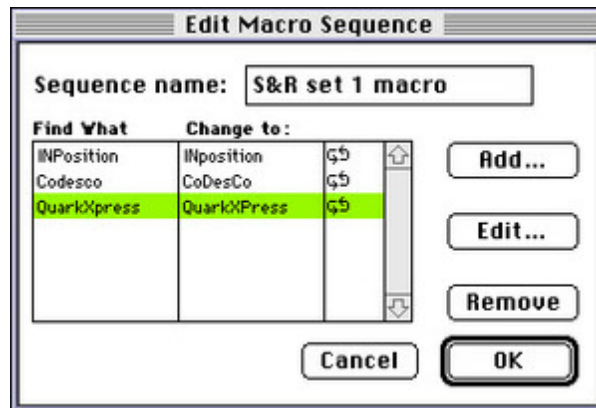 Edit Macro Sequence
Sequence name: S&R set 1 macro
Find What Change to:
INPosition INposition
Codesco CoDesCo
QuarkXpress QuarkXPress
Add...
Edit...
Remove
Cancel OK